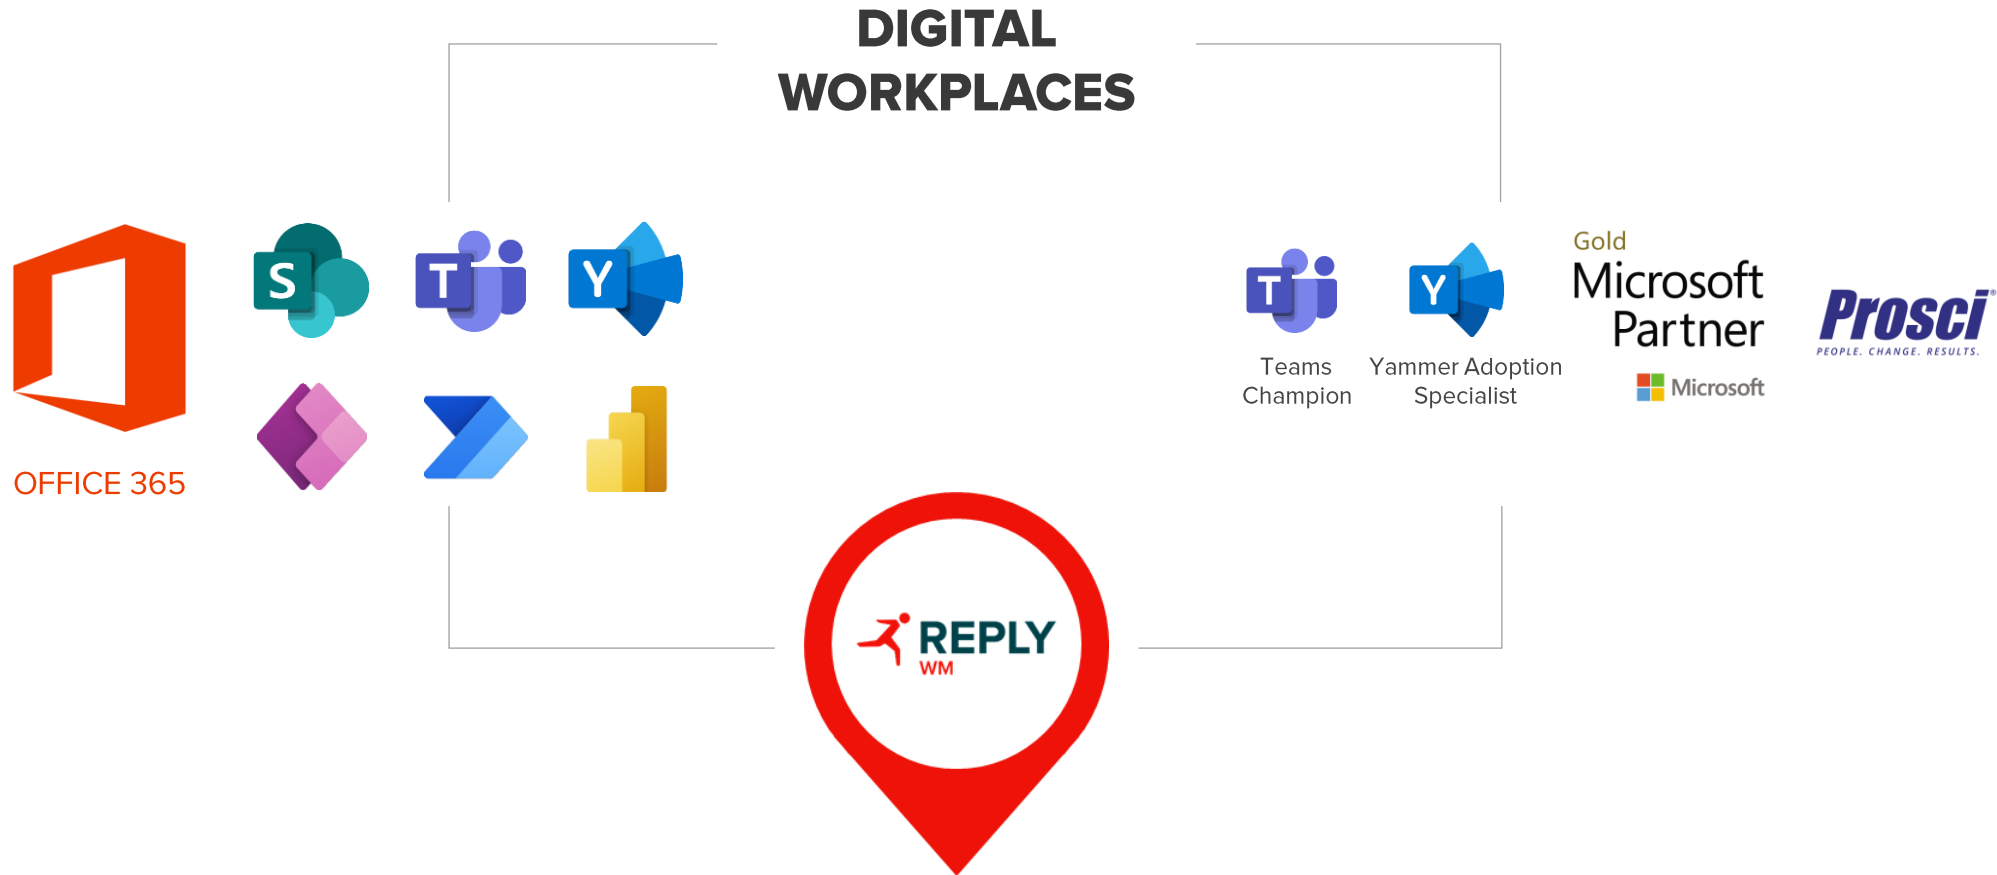 DIGITAL
WORKPLACES
OFFICE 365
S
T
Y
T
Teams
Champion
Y
Yammer Adoption
Specialist
Gold
Microsoft
Partner
Microsoft
Prosci®
PEOPLE. CHANGE. RESULTS.
REPLY
WM